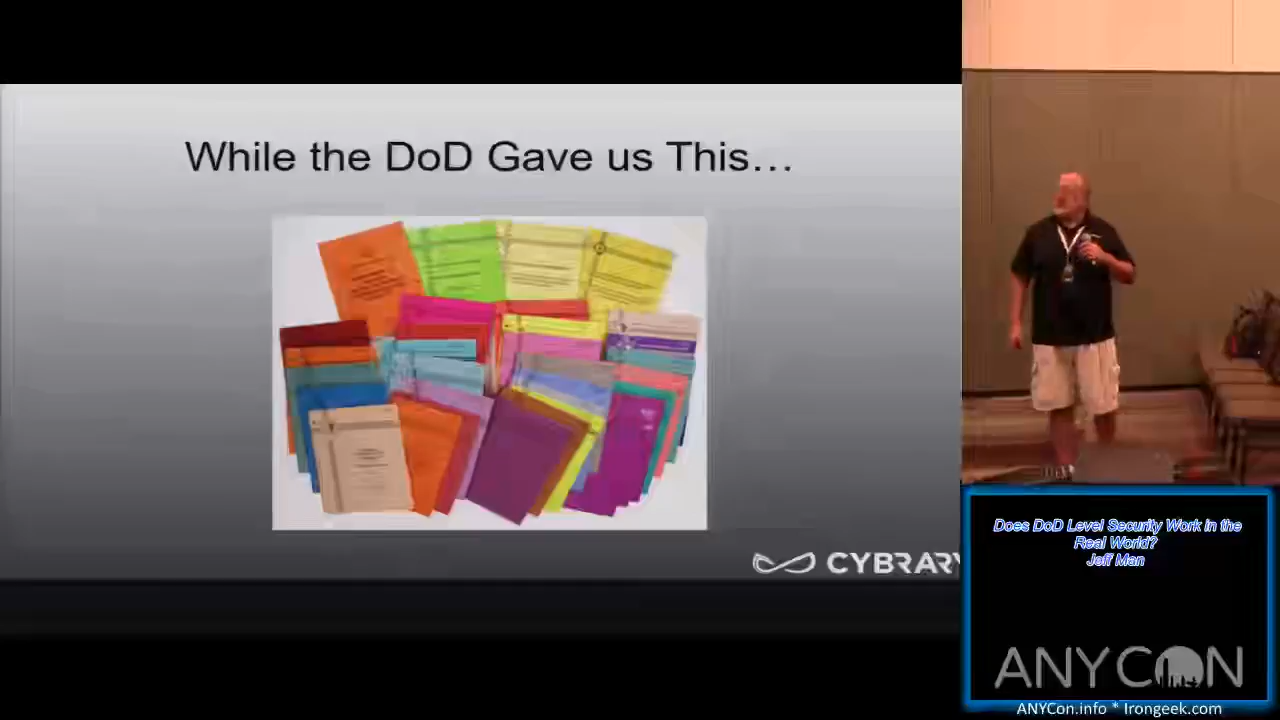 While the DoD Gave us This…
CYBRARY
Does DoD Level Security Work in the
Real World?
Jeff Man
ANYCON
ANYCon.info * Irongeek.com